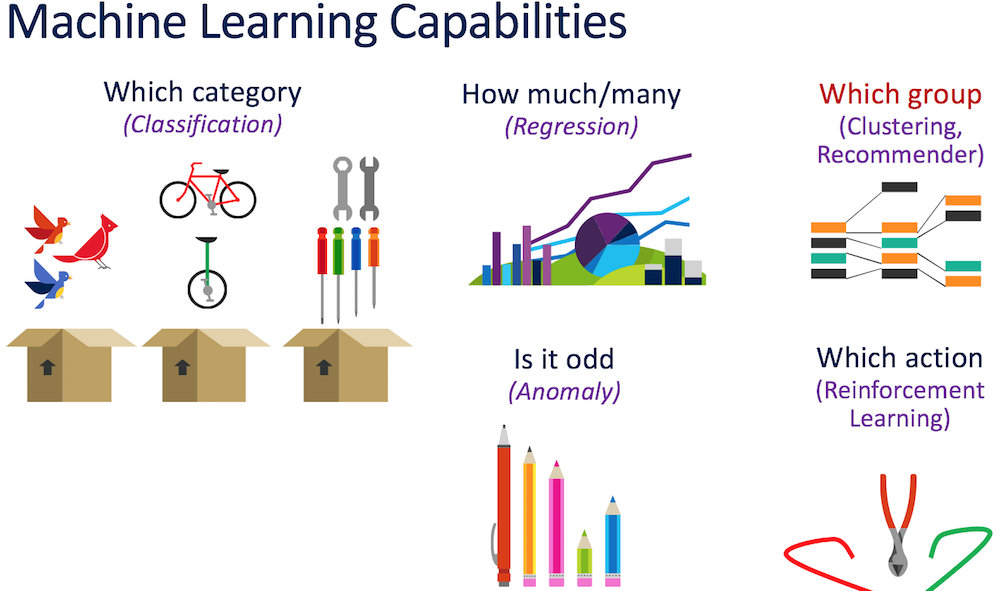 Machine Learning Capabilities
Which category
(Classification)
How much/many
(Regression)
Which group
(Clustering,
Recommender)
Is it odd
(Anomaly)
Which action
(Reinforcement
Learning)